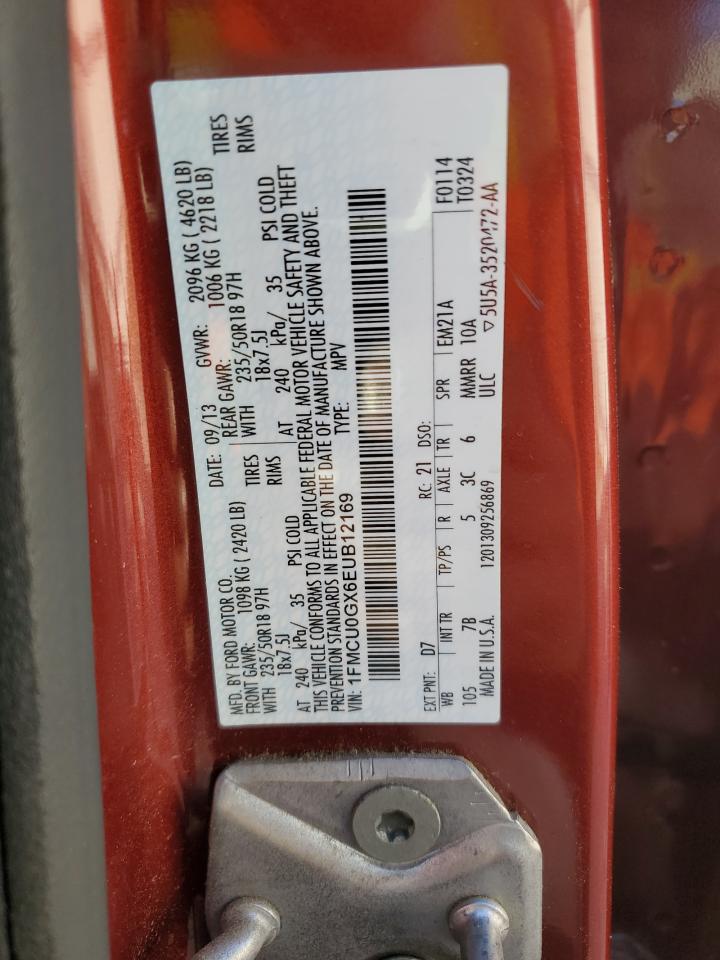 MFD. BY FORD MOTOR CO.
DATE: 09/13 GVWR: 2096 KG ( 4620 LB)
FRONT GAWR: 1098 KG ( 2420 LB) REAR GAWR: 1006 KG ( 2218 LB)
WITH 235/50R18 97H TIRES WITH 235/50R18 97H TIRES
18x7.5J RIMS 18x7.5J RIMS
AT 240 kPa/ 35 PSI COLD AT 240 kPa/ 35 PSI COLD
THIS VEHICLE CONFORMS TO ALL APPLICABLE FEDERAL MOTOR VEHICLE SAFETY AND THEFT
PREVENTION STANDARDS IN EFFECT ON THE DATE OF MANUFACTURE SHOWN ABOVE.
VIN: 1FMCU0GX6EUB12169 TYPE: MPV
EXT PNT: D7 RC: 21 DSO: F0114
WB INT TR TP/PS R AXLE TR SPR EM21A T0324
105 7B 5 3C 6 MMRR 10A
MADE IN U.S.A. 1201309256869 ULC ▽5U5A-3520472-AA